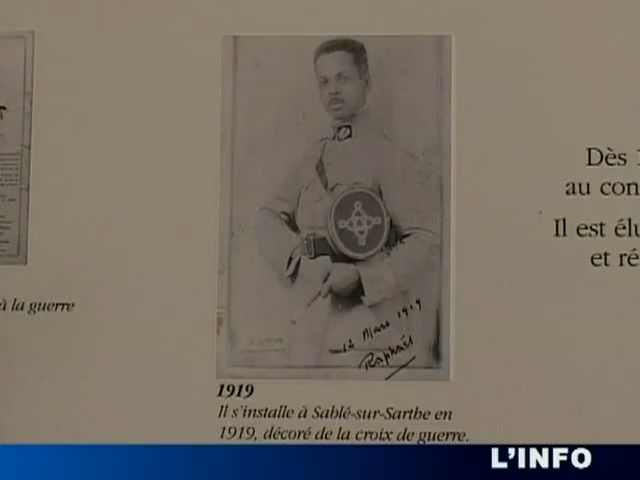 à la guerre
12 Mars 1919
Raphaël
1919
Il s'installe à Sablé-sur-Sarthe en
1919, décoré de la croix de guerre.
Dès
au con
Il est élu
et ré
L'INFO